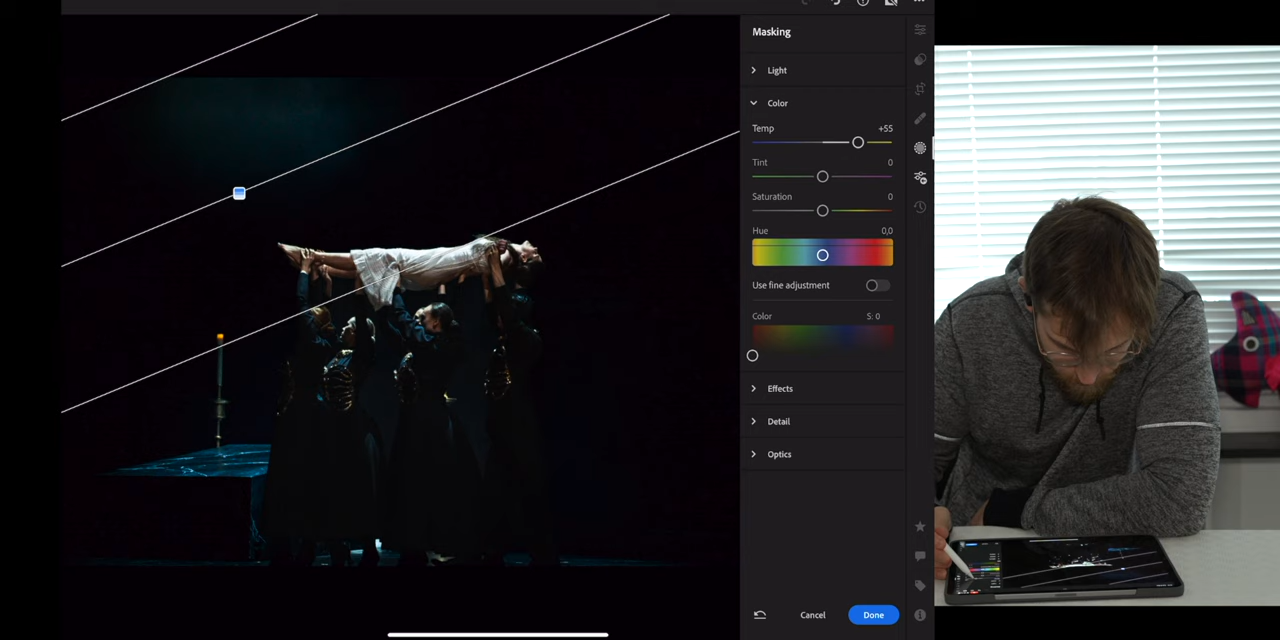 Masking
Light
Color
Temp +55
Tint 0
Saturation 0
Hue 0,0
Use fine adjustment
Color S: 0
Effects
Detail
Optics
Cancel Done